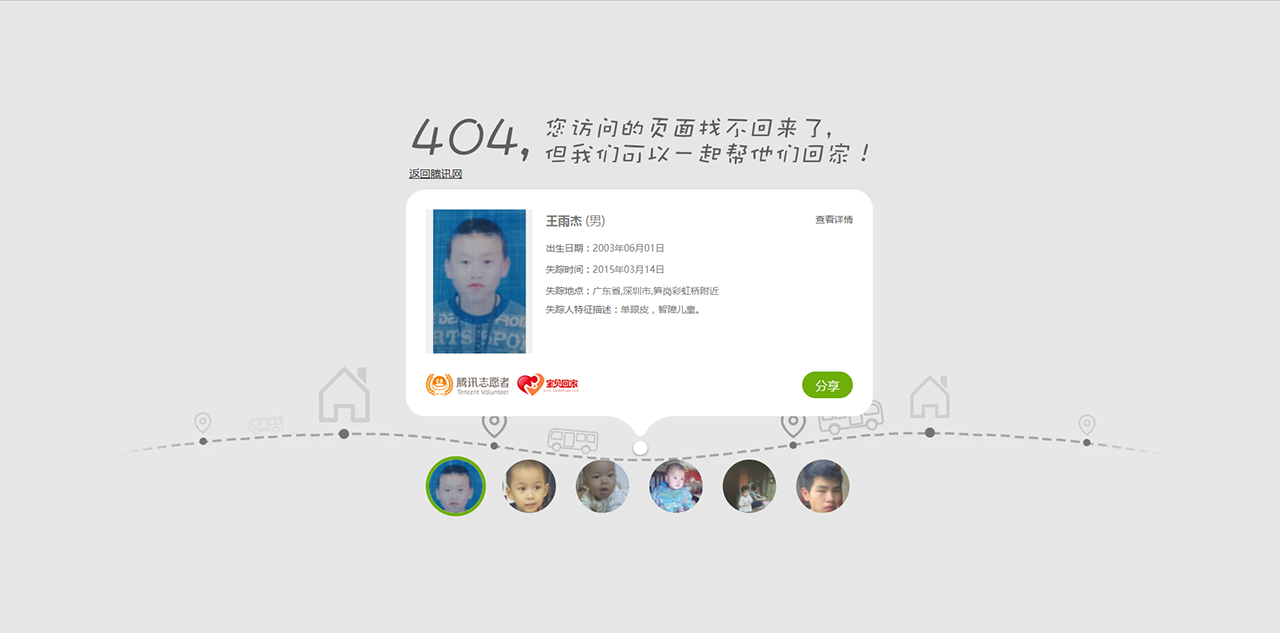 404,
您访问的页面找不回来了,
但我们可以一起帮他们回家！
返回腾讯网
王雨杰 (男)
查看详情
出生日期：2003年06月01日
失踪时间：2015年03月14日
失踪地点：广东省,深圳市,笋岗彩虹桥附近
失踪人特征描述：单眼皮，智障儿童。
腾讯志愿者
Tencent Volunteer
宝贝回家
分享